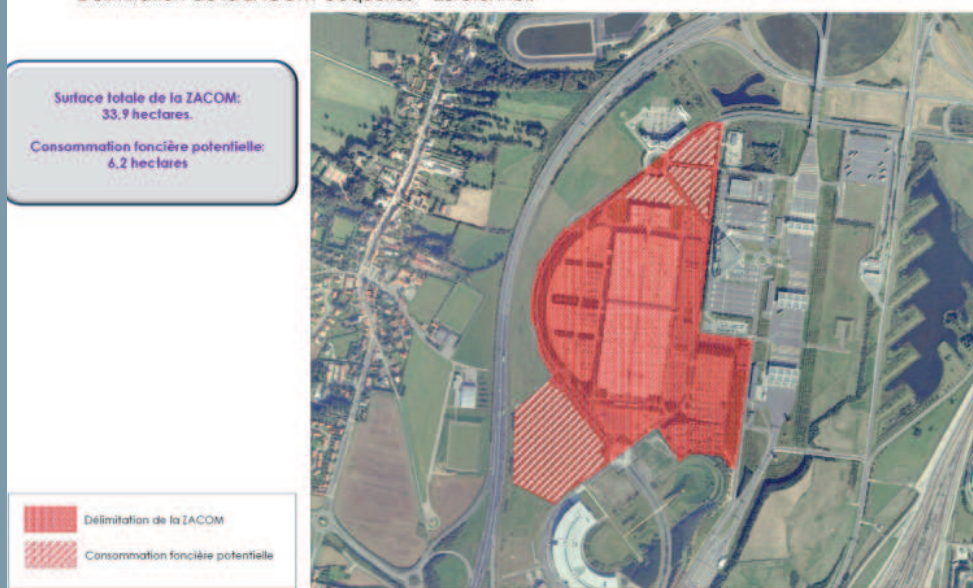 Surface totale de la ZACOM:
33,9 hectares.
Consommation foncière potentielle:
6,2 hectares
Délimitation de la ZACOM
Consommation foncière potentielle